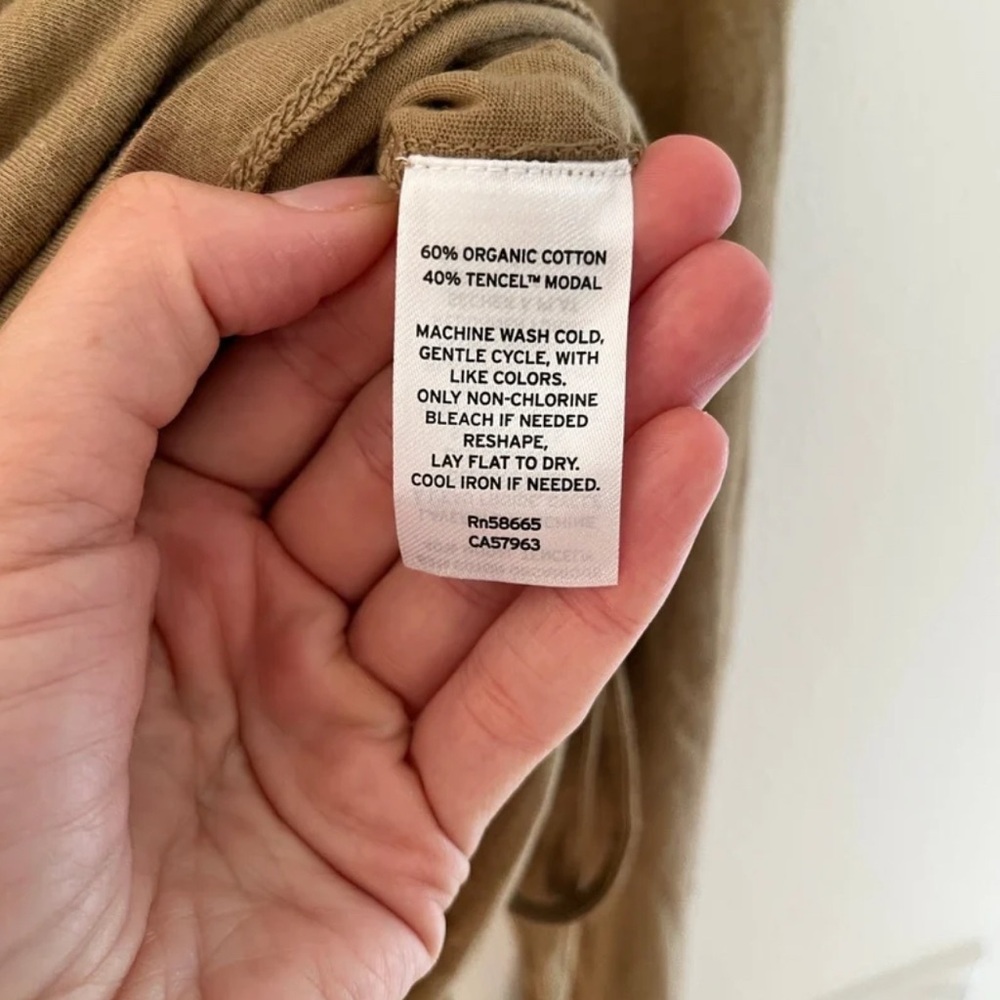 60% ORGANIC COTTON
40% TENCEL™ MODAL
MACHINE WASH COLD,
GENTLE CYCLE, WITH
LIKE COLORS.
ONLY NON-CHLORINE
BLEACH IF NEEDED
RESHAPE,
LAY FLAT TO DRY.
COOL IRON IF NEEDED.
Rn58665
CA57963